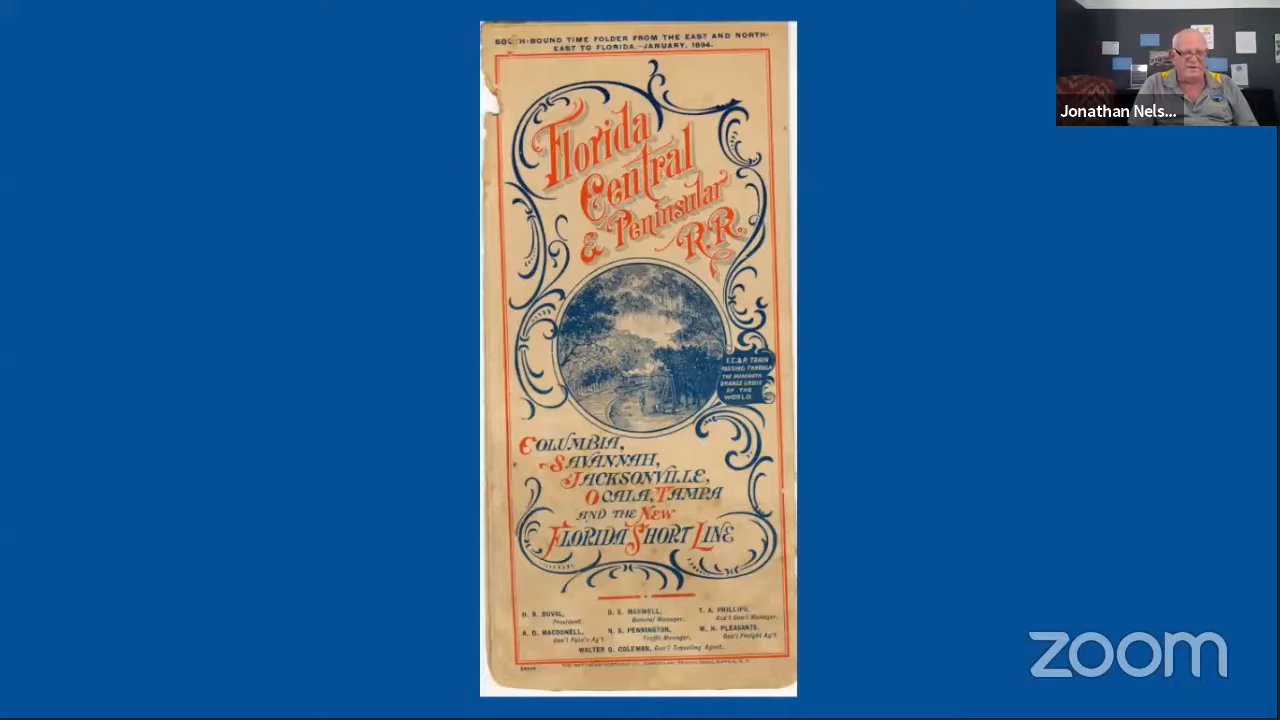 SOUTH-BOUND TIME FOLDER FROM THE EAST AND NORTH-
EAST TO FLORIDA.—JANUARY, 1894.
Florida
Central
& Peninsular
R.R.
F.C.& P. TRAIN
PASSING THROUGH
THE MAMMOTH
ORANGE GROVE
OF THE
WORLD.
COLUMBIA,
SAVANNAH,
JACKSONVILLE,
OCALA, TAMPA
AND THE NEW
FLORIDA SHORT LINE
H. R. DUVAL,
President.
D. E. MAXWELL,
General Manager.
T. A. PHILLIPS,
Ass't Gen'l Manager.
A. O. MACDONELL,
Gen'l Pass'r Ag't.
N. S. PENNINGTON,
Traffic Manager.
W. H. PLEASANTS,
Gen'l Freight Ag't.
WALTER G. COLEMAN, Gen'l Traveling Agent.
Jonathan Nels...
zoom